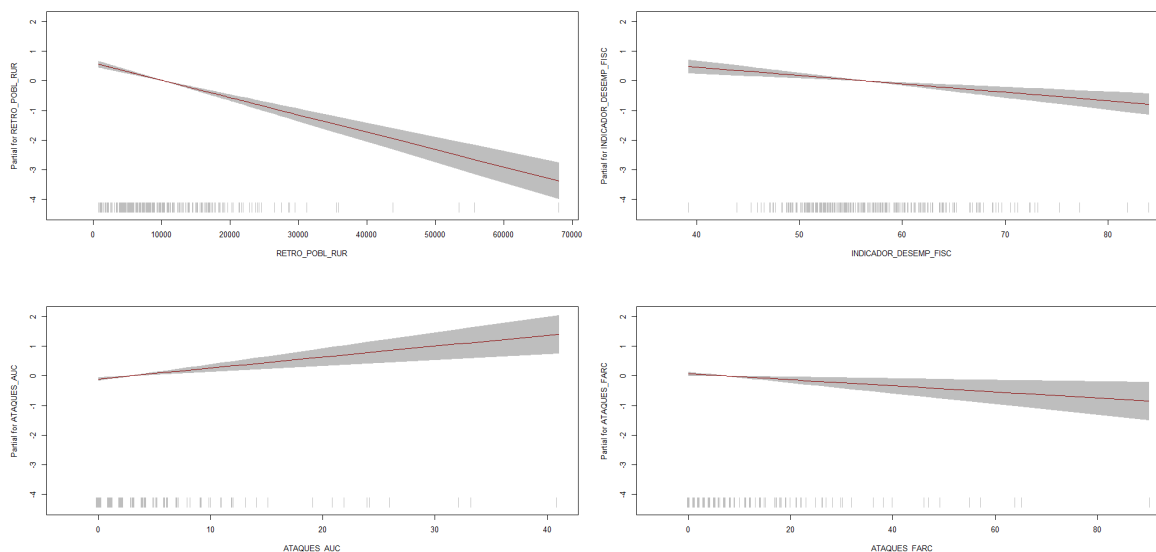 Partial for RETRO_POBL_RUR
2
1
0
-1
-2
-3
-4
0 10000 20000 30000 40000 50000 60000 70000
RETRO_POBL_RUR
Partial for INDICADOR_DESEMP_FISC
2
1
0
-1
-2
-3
-4
40 50 60 70 80
INDICADOR_DESEMP_FISC
Partial for ATAQUES_AUC
2
1
0
-1
-2
-3
-4
0 10 20 30 40
ATAQUES_AUC
Partial for ATAQUES_FARC
2
1
0
-1
-2
-3
-4
0 20 40 60 80
ATAQUES_FARC